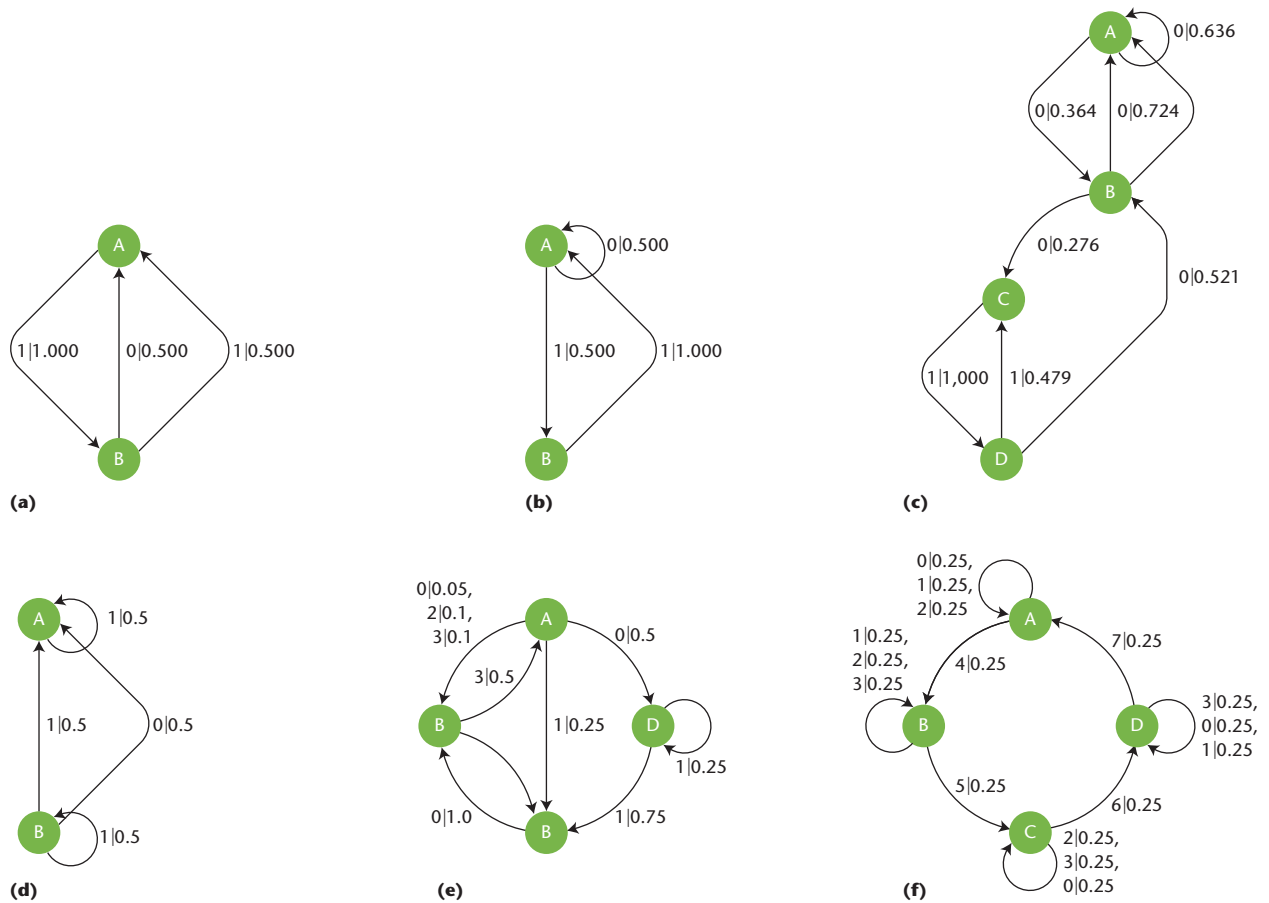 A
1|1.000
0|0.500
1|0.500
B
(a)
A
0|0.500
1|0.500
1|1.000
B
(b)
A
0|0.636
0|0.364
0|0.724
B
0|0.276
C
0|0.521
1|1,000
1|0.479
D
(c)
A
1|0.5
1|0.5
0|0.5
B
1|0.5
(d)
0|0.05,
2|0.1,
3|0.1
A
0|0.5
3|0.5
B
1|0.25
D
1|0.25
0|1.0
B
1|0.75
(e)
0|0.25,
1|0.25,
2|0.25
A
1|0.25,
2|0.25,
3|0.25
4|0.25
7|0.25
B
D
3|0.25,
0|0.25,
1|0.25
5|0.25
6|0.25
C
2|0.25,
3|0.25,
0|0.25
(f)